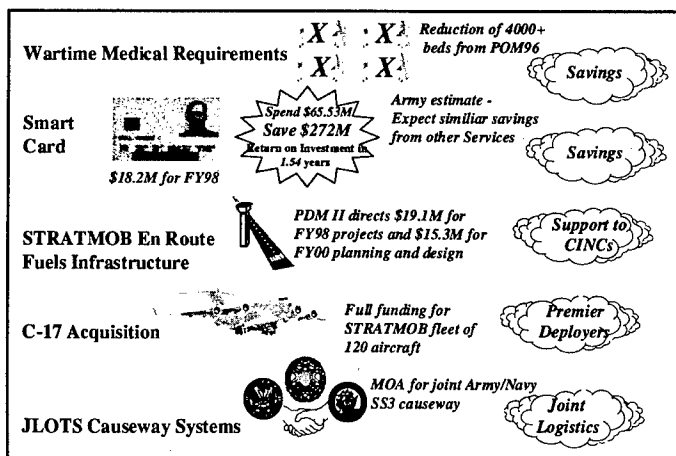 Wartime Medical Requirements
X X
X X
Reduction of 4000+
beds from POM96
Savings
Smart
Card
$18.2M for FY98
Spend $65.53M
Save $272M
Return on Investment in
1.54 years
Army estimate -
Expect similiar savings
from other Services
Savings
STRATMOB En Route
Fuels Infrastructure
PDM II directs $19.1M for
FY98 projects and $15.3M for
FY00 planning and design
Support to
CINCs
C-17 Acquisition
Full funding for
STRATMOB fleet of
120 aircraft
Premier
Deployers
JLOTS Causeway Systems
MOA for joint Army/Navy
SS3 causeway
Joint
Logistics